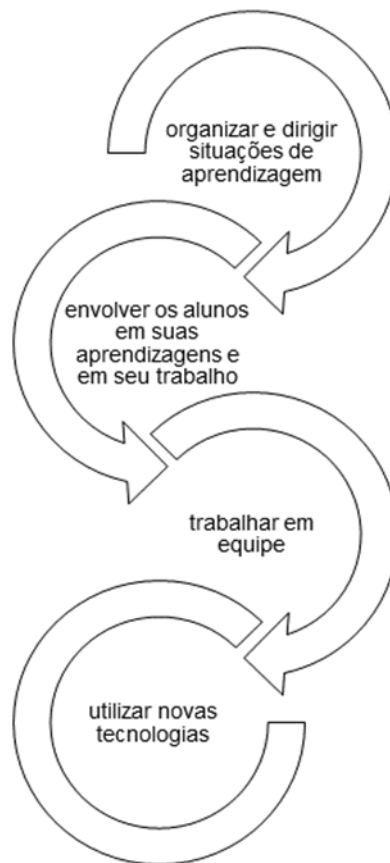 organizar e dirigir
situações de
aprendizagem
envolver os alunos
em suas
aprendizagens e
em seu trabalho
trabalhar em
equipe
utilizar novas
tecnologias